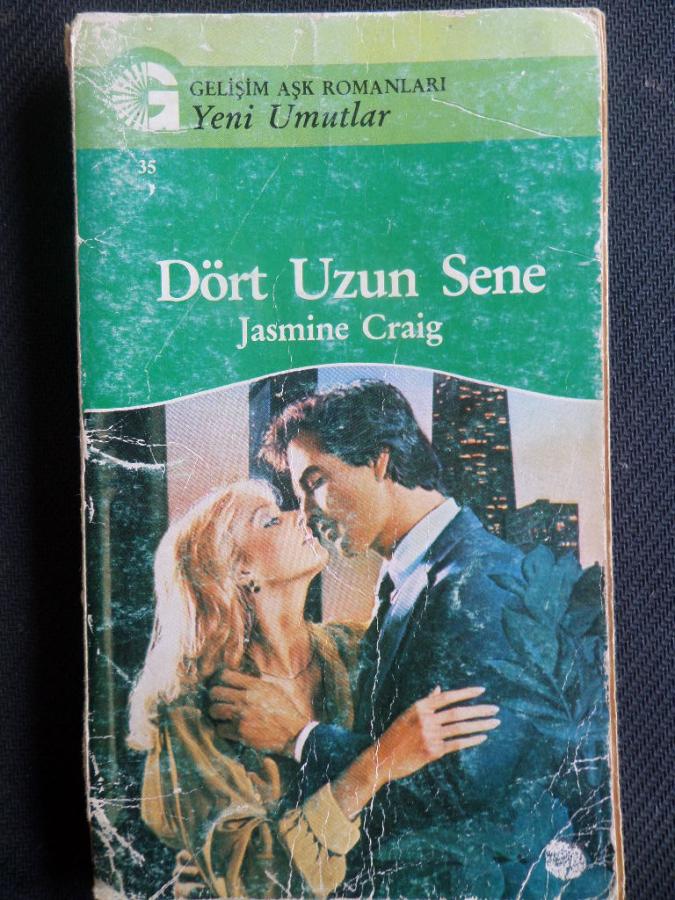 G
GELİŞİM AŞK ROMANLARI
Yeni Umutlar
35
Dört Uzun Sene
Jasmine Craig